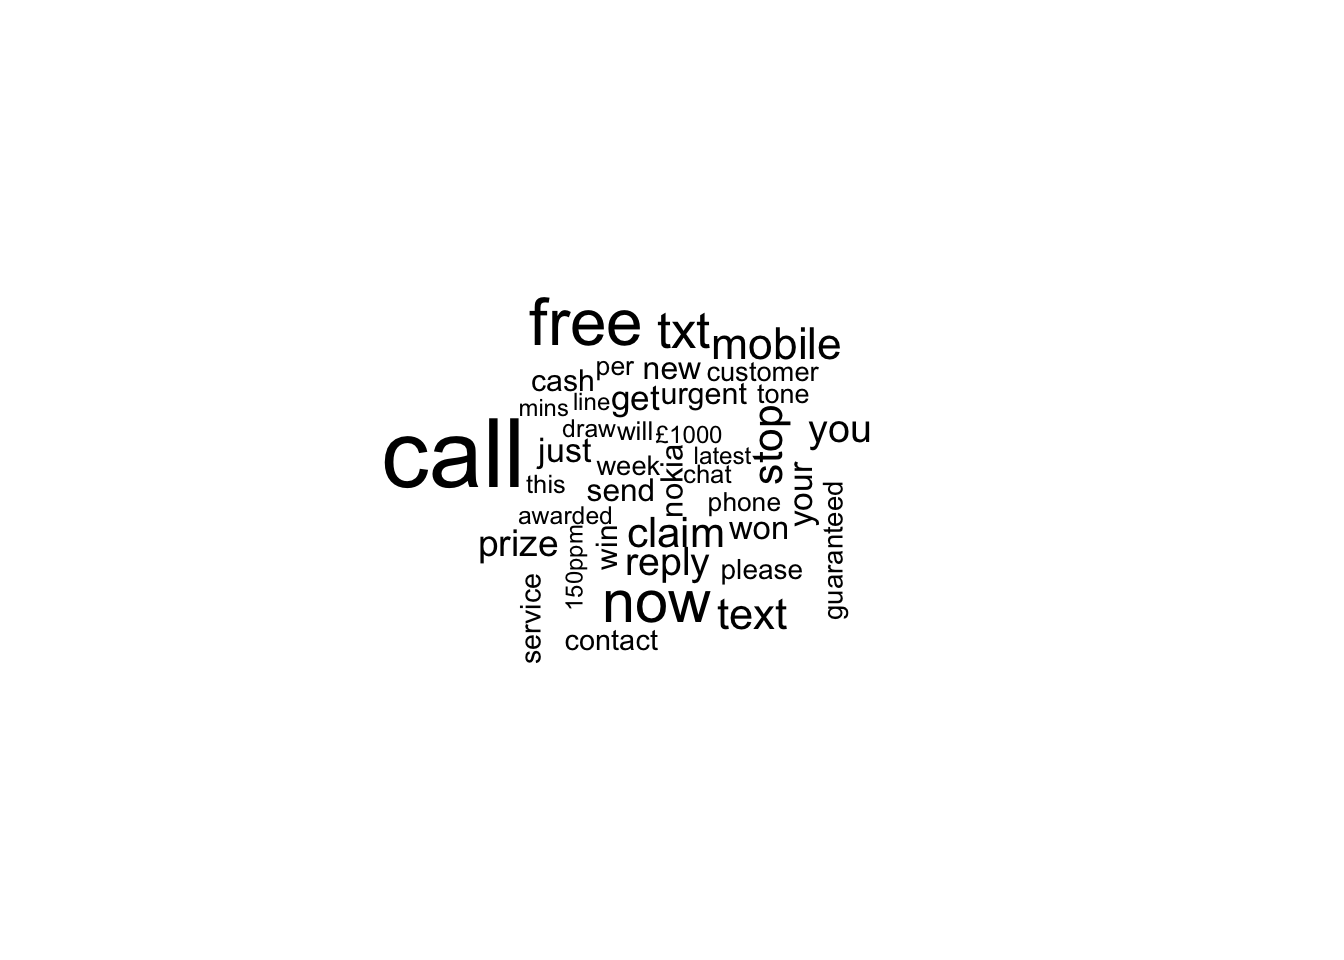 free txt mobile
per new customer
cash get urgent tone
mins line
call draw will £1000 stop you
just week nokia latest
this send chat your
phone guaranteed
awarded claim won
prize 150ppm win reply please
service now text
contact